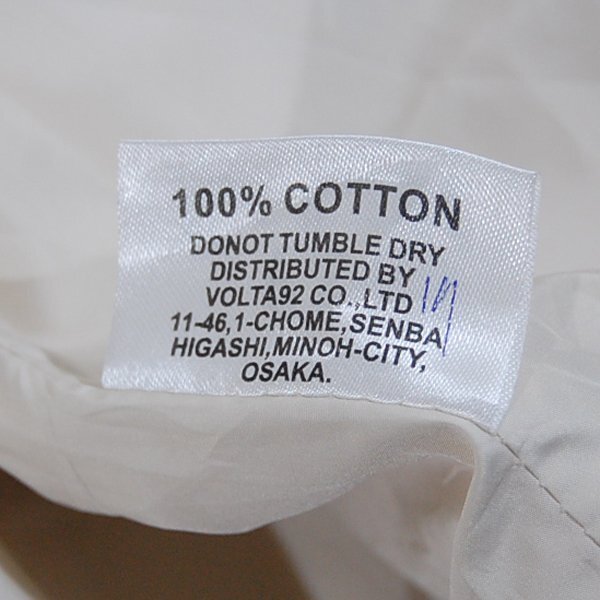 100% COTTON
DONOT TUMBLE DRY
DISTRIBUTED BY
VOLTA92 CO.,LTD
11-46,1-CHOME,SENBA
HIGASHI,MINOH-CITY,
OSAKA.